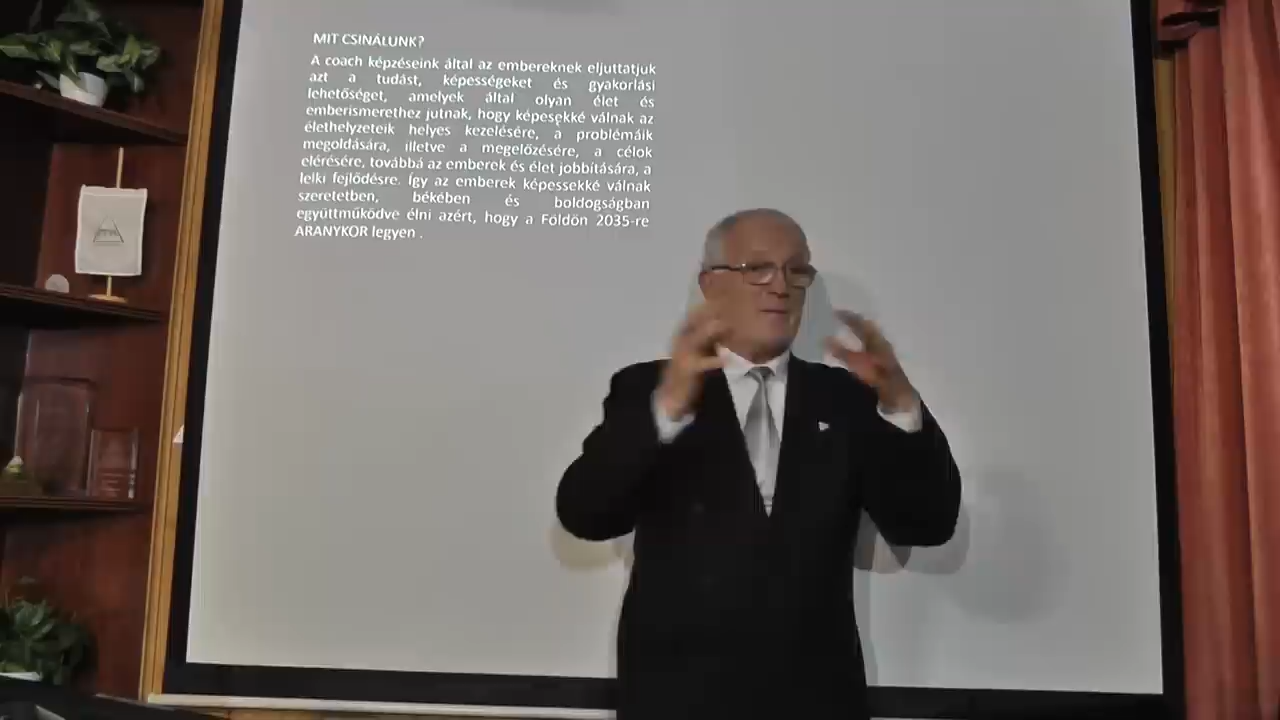 MIT CSINÁLUNK?
A coach képzéseink által az embereknek eljuttatjuk
azt a tudást, képességeket és gyakorlási
lehetőséget, amelyek által olyan élet és
emberismerethez jutnak, hogy képesękké válnak az
élethelyzeteik helyes kezelésére, a problémáik
megoldására, illetve a megelőzésére, a célok
elérésére, továbbá az emberek és élet jobbítására, a
lelki fejlődésre. Így az emberek képessekké válnak
szeretetben, békében és boldogságban
együttműködve élni azért, hogy a Földön 2035-re
ARANYKOR legyen .